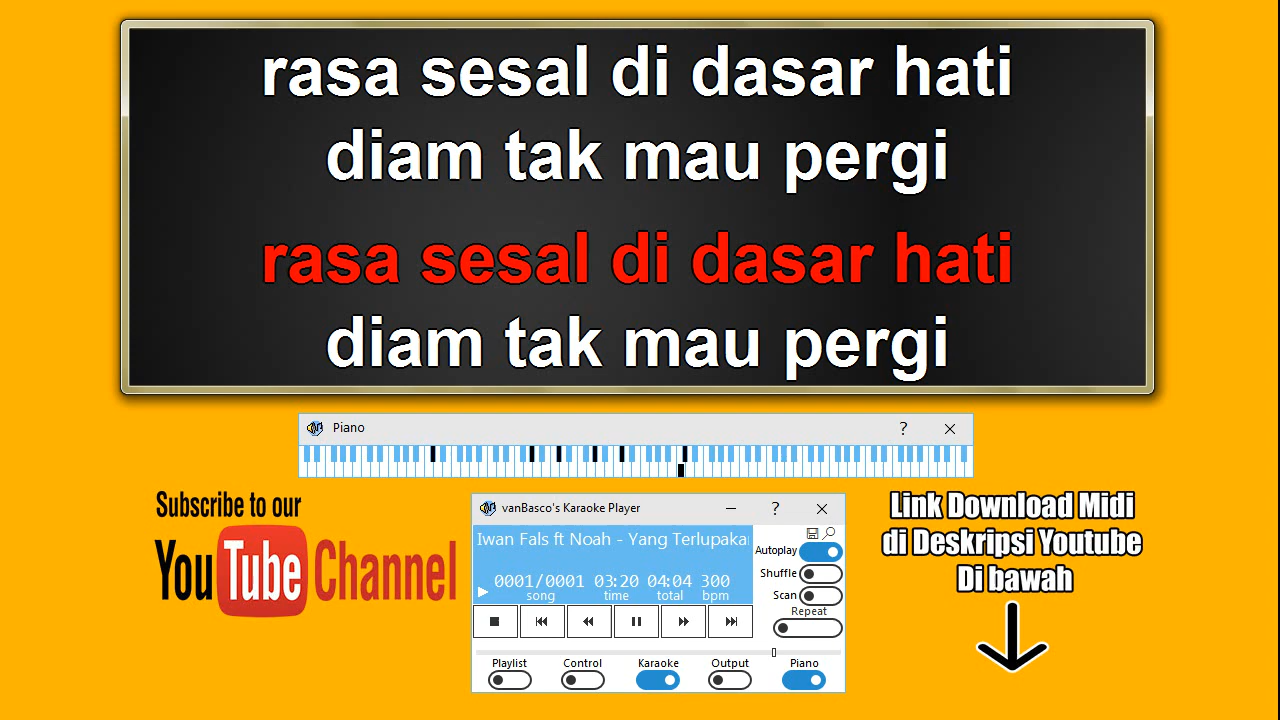 rasa sesal di dasar hati
diam tak mau pergi
rasa sesal di dasar hati
diam tak mau pergi
Piano
?
Subscribe to our
YouTube Channel
vanBasco's Karaoke Player
?
Iwan Fals ft Noah - Yang Terlupakan
0001/0001 03:20 04:04 300
song time total bpm
Autoplay
Shuffle
Scan
Repeat
Playlist Control Karaoke Output Piano
Link Download Midi
di Deskripsi Youtube
Di bawah